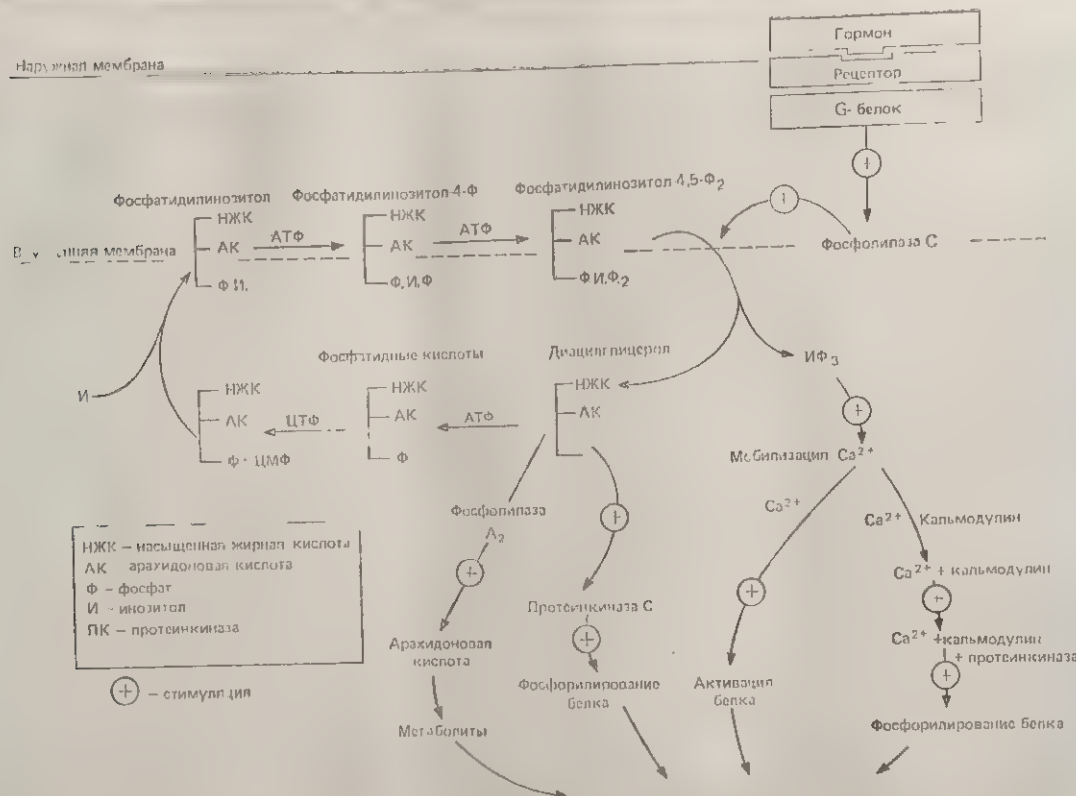 Гормон
Наружная мембрана
Рецептор
G- белок
+
Фосфатидилинозитол
Фосфатидилинозитол-4-Ф
Фосфатидилинозитол-4,5-Ф2
+
НЖК
НЖК
НЖК
АК
АТФ
АК
АТФ
АК
Фосфолипаза С
мембрана
Ф.И.
Ф.И.Ф
Ф.И.Ф2
Фосфатидные кислоты
Диацилглицерол
ИФ3
И
НЖК
НЖК
НЖК
АК
ЦТФ
АК
АТФ
АК
+
Ф - ЦМФ
Ф
Мобилизация Ca2+
Фосфолипаза
А2
+
Ca2+
Ca2+ Кальмодулин
НЖК – насыщенная жирная кислота
АК арахидоновая кислота
Ф – фосфат
И – инозитол
ПК – протеинкиназа
+ – стимуляция
+
Ca2+ + кальмодулин
Протеинкиназа С
+
+
Арахидоновая
кислота
+
Ca2+ +кальмодулин
+ протеинкиназа
+
Фосфорилирование
белка
Активация
белка
Метаболиты
Фосфорилирование белка